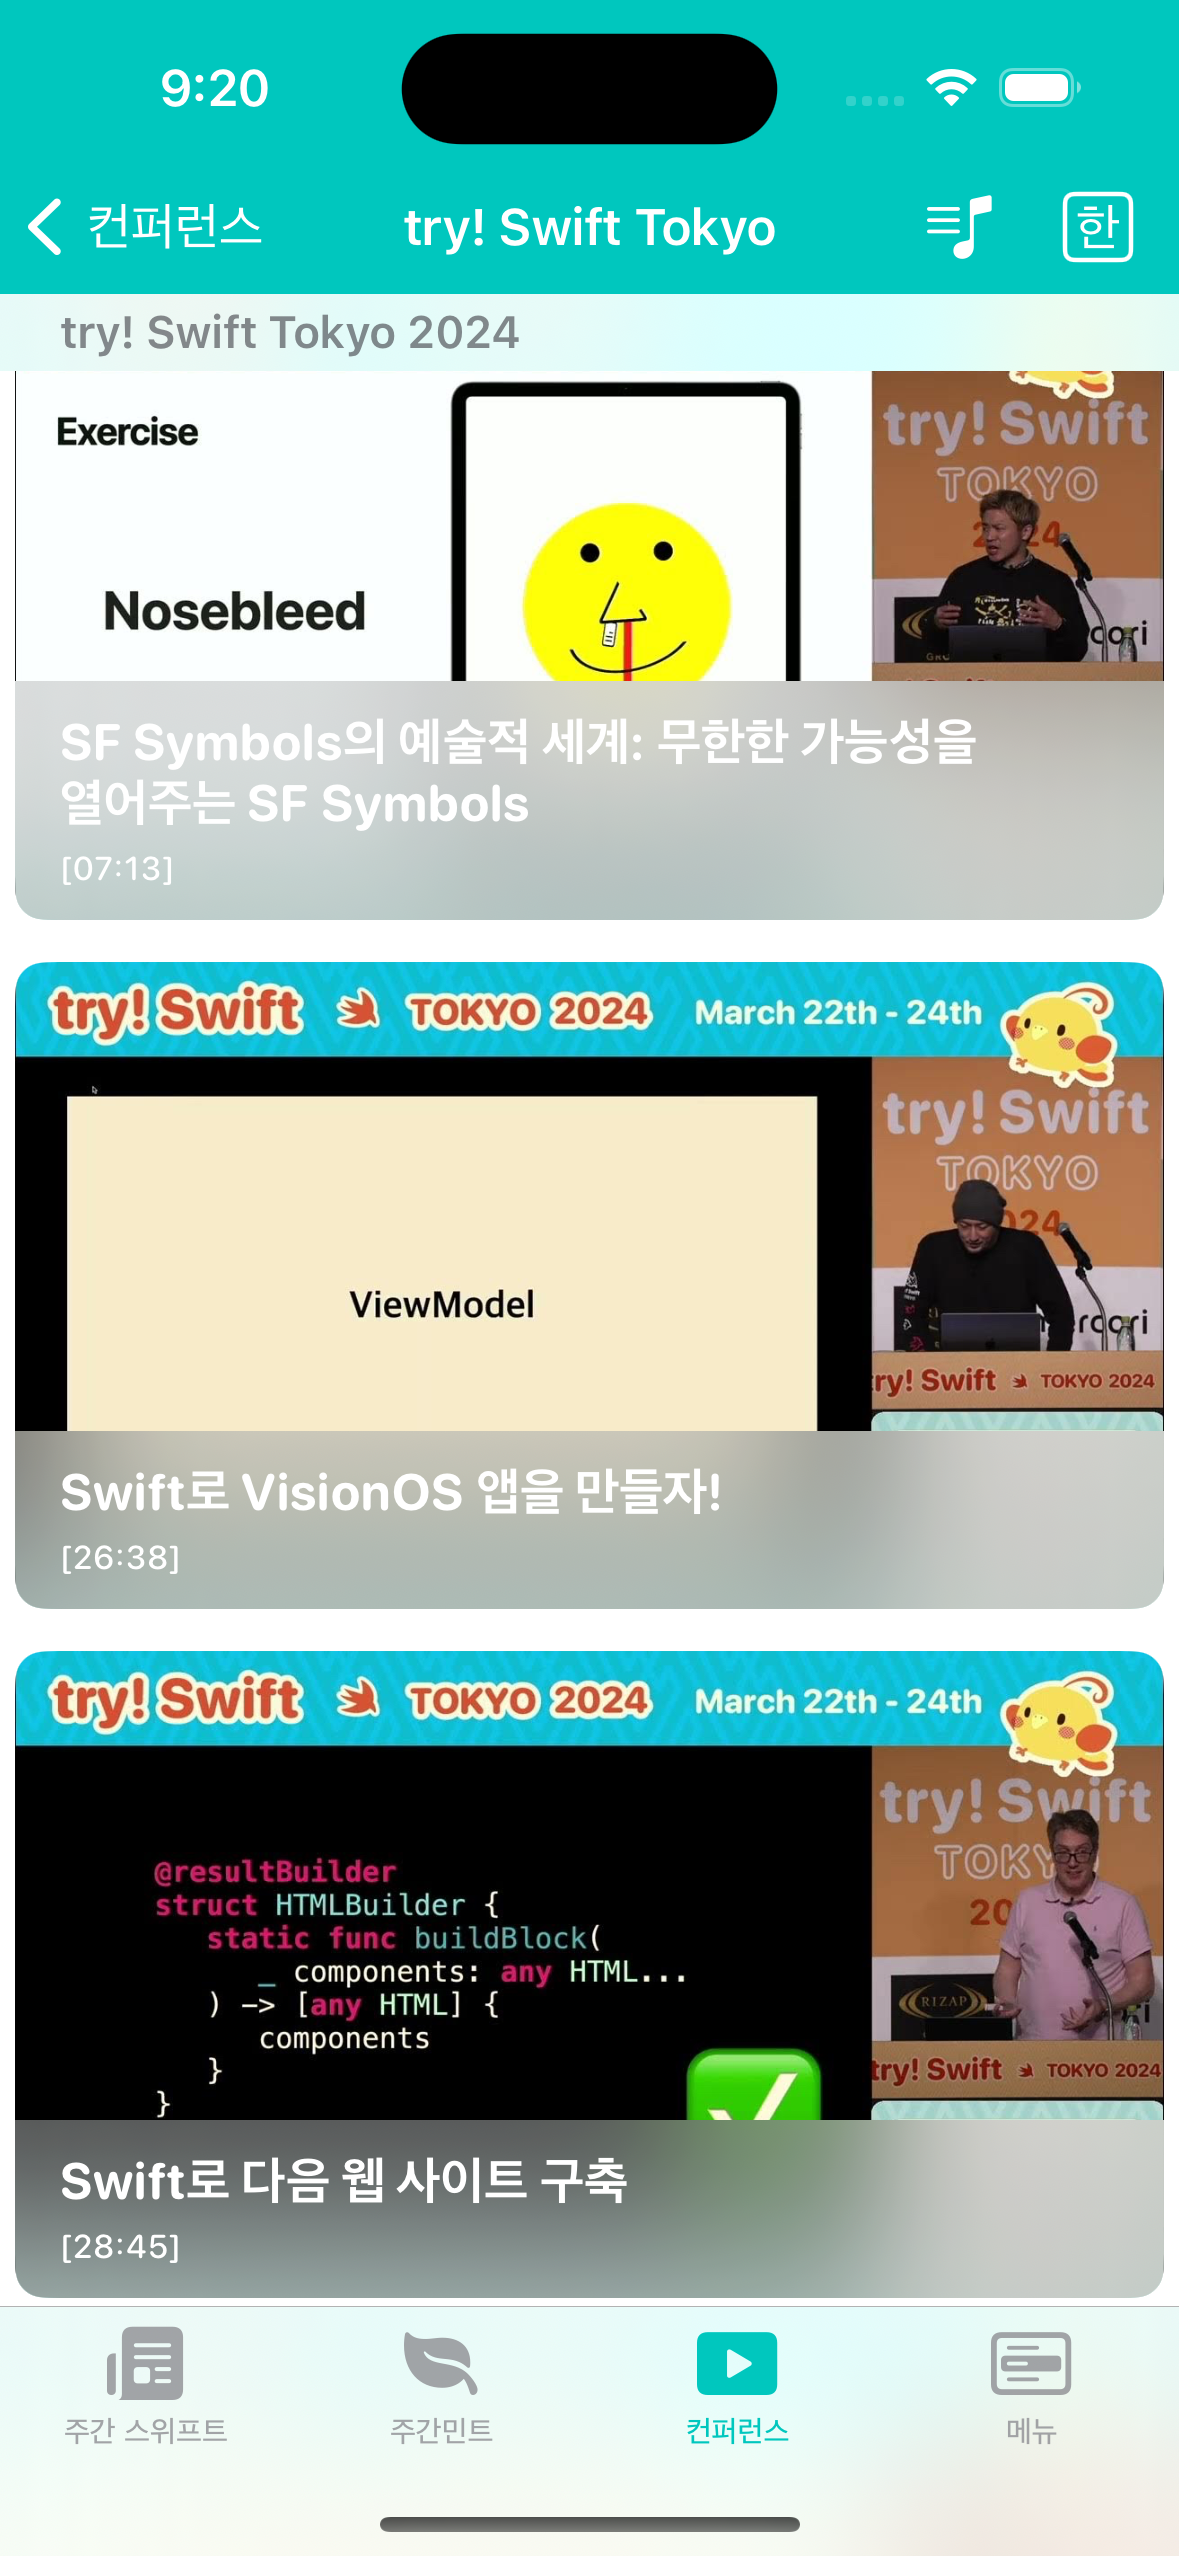 9:20
컨퍼런스
try! Swift Tokyo
한
try! Swift Tokyo 2024
Exercise
Nosebleed
try! Swift
TOKYO
SF Symbols의 예술적 세계: 무한한 가능성을
열어주는 SF Symbols
[07:13]
try! Swift TOKYO 2024 March 22th - 24th
try! Swift
TOKYO
ViewModel
try! Swift TOKYO 2024
Swift로 VisionOS 앱을 만들자!
[26:38]
try! Swift TOKYO 2024 March 22th - 24th
try! Swift
@resultBuilder
struct HTMLBuilder {
static func buildBlock(
_ components: any HTML...
) -> [any HTML] {
components
}
}
RIZAP
try! Swift TOKYO 2024
Swift로 다음 웹 사이트 구축
[28:45]
주간 스위프트
주간민트
컨퍼런스
메뉴